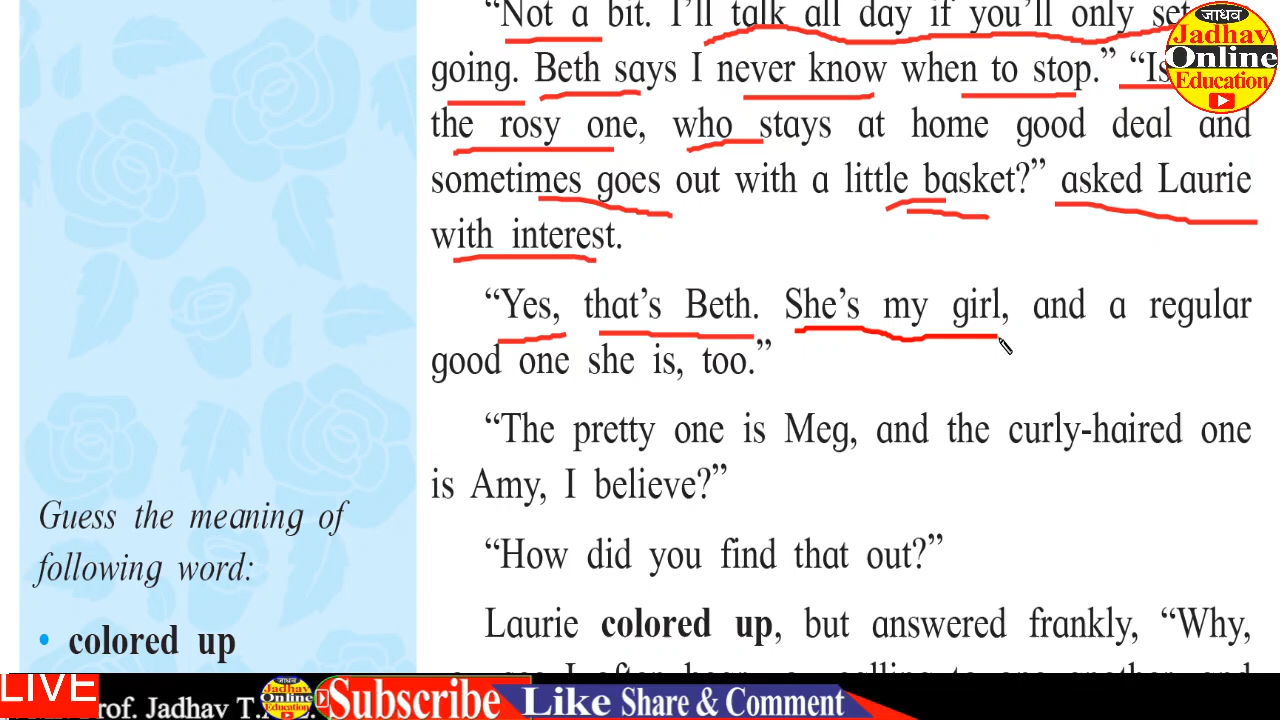 “Not a bit. I’ll talk all day if you’ll only set
going. Beth says I never know when to stop.” “Is
the rosy one, who stays at home good deal and
sometimes goes out with a little basket?” asked Laurie
with interest.
“Yes, that’s Beth. She’s my girl, and a regular
good one she is, too.”
“The pretty one is Meg, and the curly-haired one
is Amy, I believe?”
“How did you find that out?”
Laurie colored up, but answered frankly, “Why,
Guess the meaning of
following word:
• colored up
जाधव
Jadhav
Online
Education
LIVE
Prof. Jadhav T.
जाधव
Jadhav
Online
Education
Subscribe
Like Share & Comment